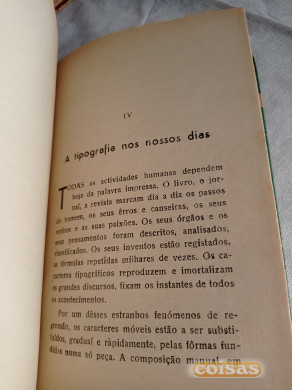 IV
A tipografia nos nossos dias
TODAS as actividades humanas dependem
hoje da palavra impressa. O livro, o jor-
nal, a revista marcam dia a dia os passos
do homem, os seus êrros e canseiras, os seus
sonhos e as suas paixões. Os seus órgãos e os
seus pensamentos foram descritos, analisados,
classificados. Os seus inventos estão registados,
as fórmulas repetidas milhares de vezes. Os ca-
racteres tipográficos reproduzem e imortalizam
os grandes discursos, fixam os instantes de todos
os acontecimentos.
Por um dêsses estranhos fenómenos de re-
gressão, os caracteres móveis estão a ser substi-
tuídos, gradual e ràpidamente, pelas fôrmas fun-
didas numa só peça. A composição manual, em
coisas